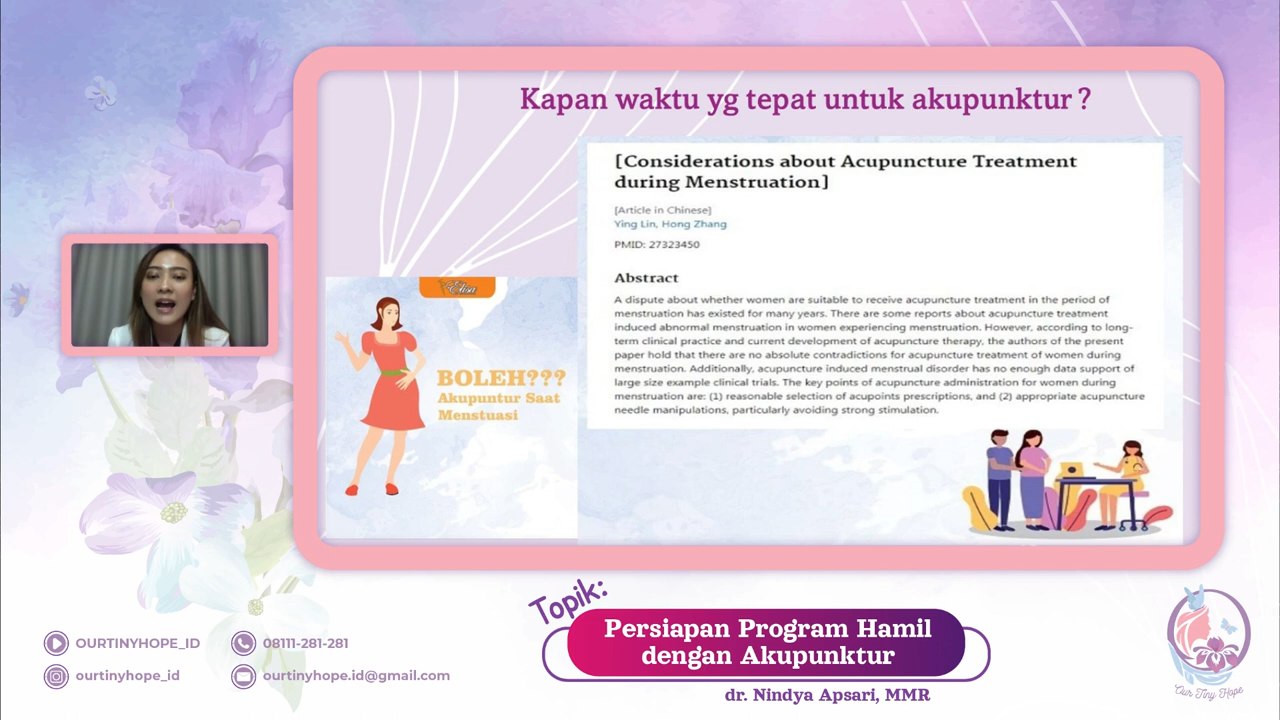 Kapan waktu yg tepat untuk akupunktur ?
[Considerations about Acupuncture Treatment
during Menstruation]
[Article in Chinese]
Ying Lin, Hong Zhang
PMID: 27323450
Abstract
A dispute about whether women are suitable to receive acupuncture treatment in the period of
menstruation has existed for many years. There are some reports about acupuncture treatment
induced abnormal menstruation in women experiencing menstruation. However, according to long-
term clinical practice and current development of acupuncture therapy, the authors of the present
paper hold that there are no absolute contradictions for acupuncture treatment of women during
menstruation. Additionally, acupuncture induced menstrual disorder has no enough data support of
large size example clinical trials. The key points of acupuncture administration for women during
menstruation are: (1) reasonable selection of acupoints prescriptions, and (2) appropriate acupuncture
needle manipulations, particularly avoiding strong stimulation.
Elisa
BOLEH???
Akupuntur Saat
Menstuasi
Topik:
Persiapan Program Hamil
dengan Akupunktur
dr. Nindya Apsari, MMR
OURTINYHOPE_ID
08111-281-281
ourtinyhope_id
ourtinyhope.id@gmail.com
Our Tiny Hope